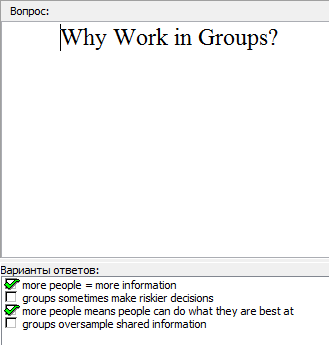 Вопрос:
Why Work in Groups?
Варианты ответов:
more people = more information
groups sometimes make riskier decisions
more people means people can do what they are best at
groups oversample shared information